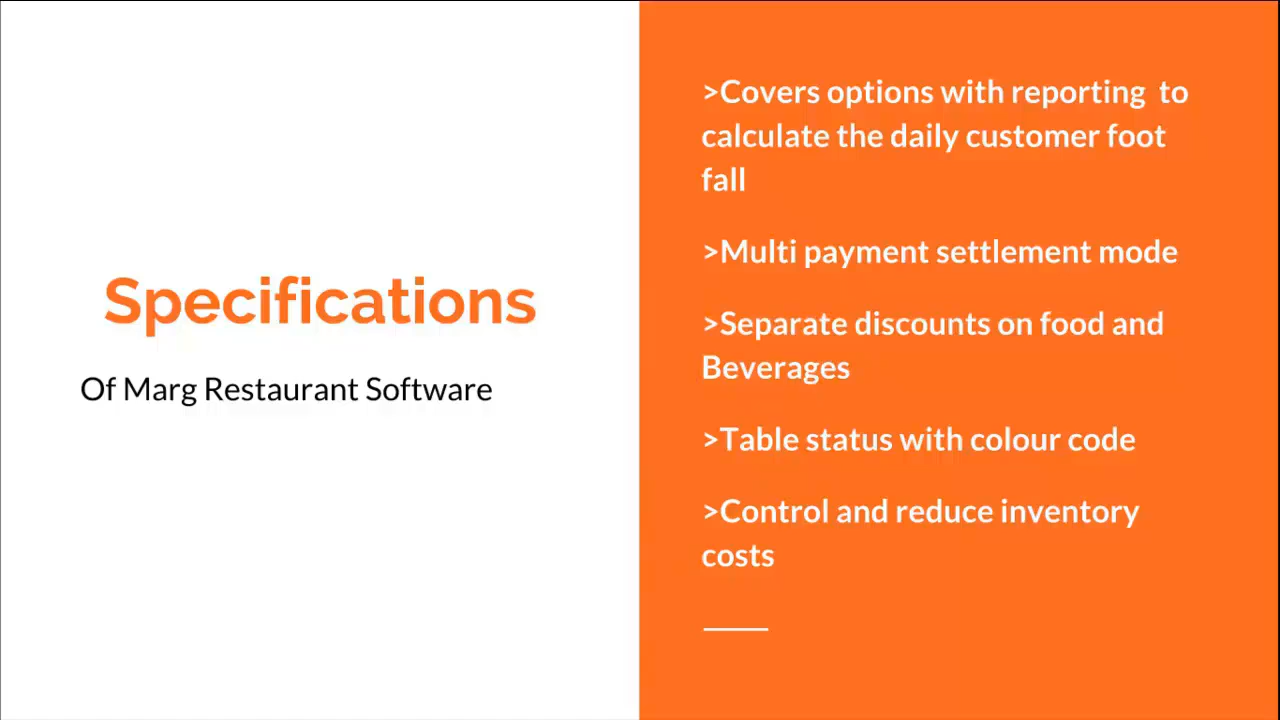 Specifications
Of Marg Restaurant Software
>Covers options with reporting  to
calculate the daily customer foot
fall
>Multi payment settlement mode
>Separate discounts on food and
Beverages
>Table status with colour code
>Control and reduce inventory
costs